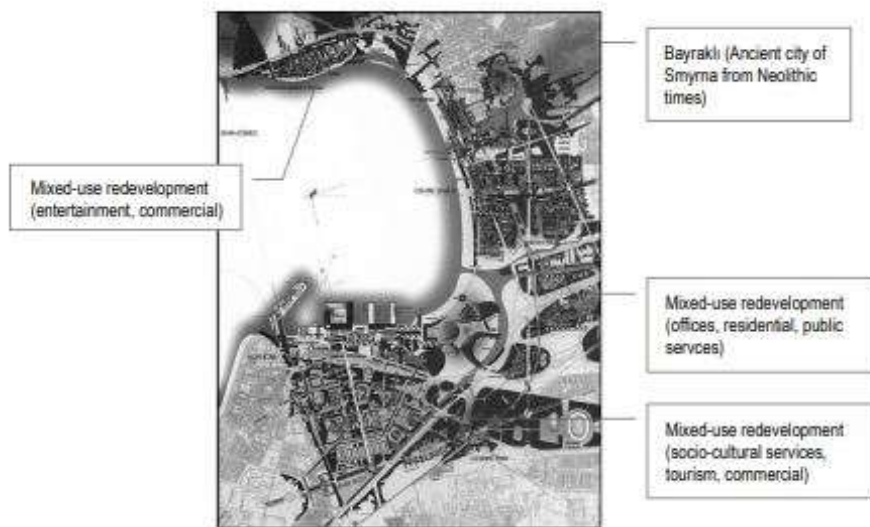 Bayraklı (Ancient city of
Smyrna from Neolithic
times)
Mixed-use redevelopment
(entertainment, commercial)
Mixed-use redevelopment
(offices, residential, public
servces)
Mixed-use redevelopment
(socio-cultural services,
tourism, commercial)